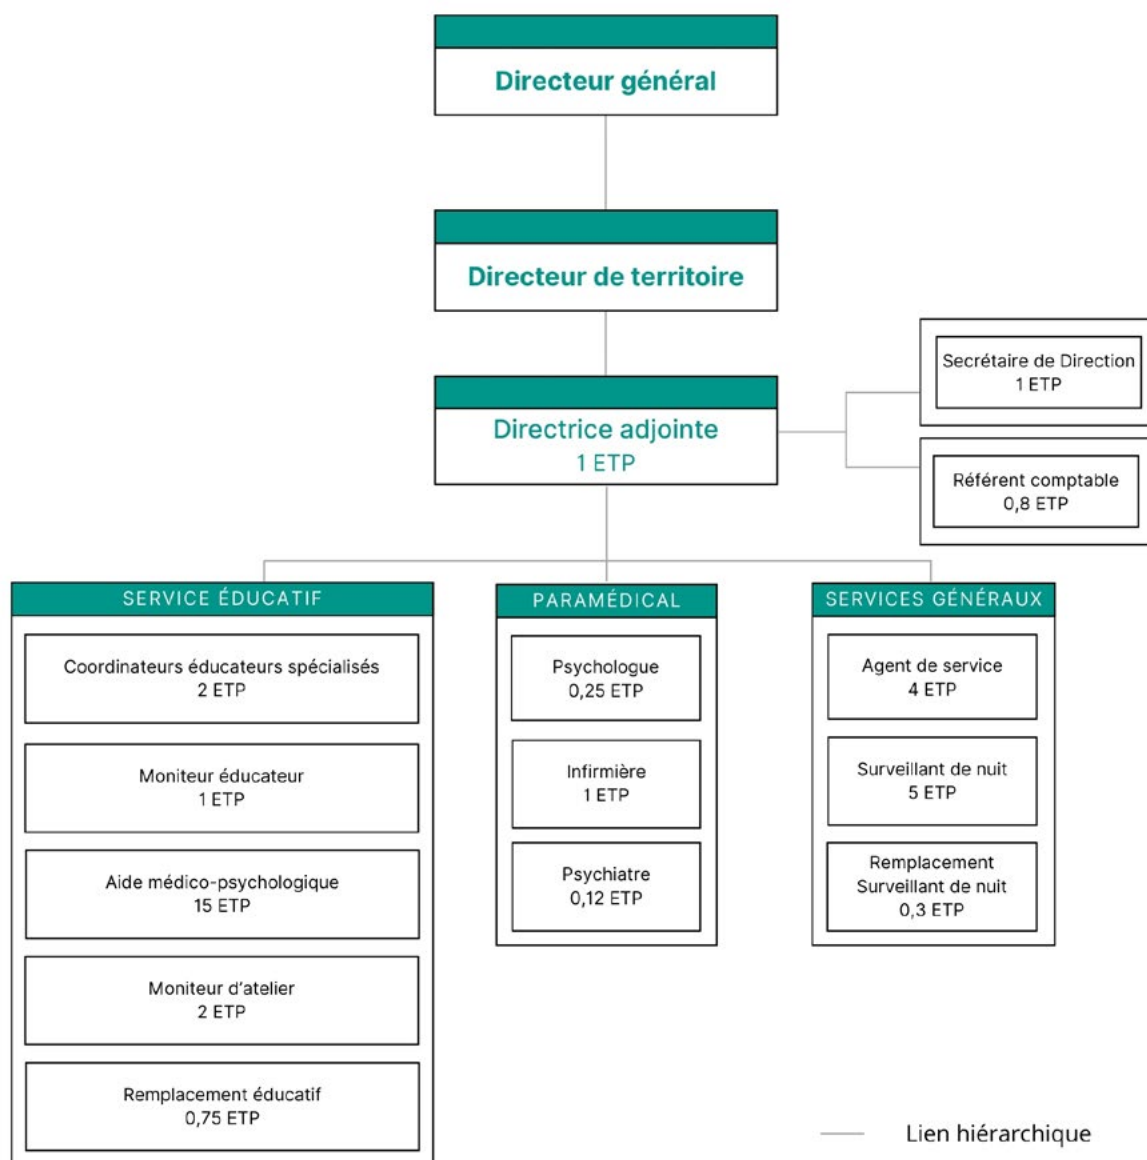 Directeur général
Directeur de territoire
Directrice adjointe
1 ETP
Secrétaire de Direction
1 ETP
Référent comptable
0,8 ETP
SERVICE ÉDUCATIF
Coordinateurs éducateurs spécialisés
2 ETP
Moniteur éducateur
1 ETP
Aide médico-psychologique
15 ETP
Moniteur d'atelier
2 ETP
Remplacement éducatif
0,75 ETP
PARAMÉDICAL
Psychologue
0,25 ETP
Infirmière
1 ETP
Psychiatre
0,12 ETP
SERVICES GÉNÉRAUX
Agent de service
4 ETP
Surveillant de nuit
5 ETP
Remplacement
Surveillant de nuit
0,3 ETP
Lien hiérarchique